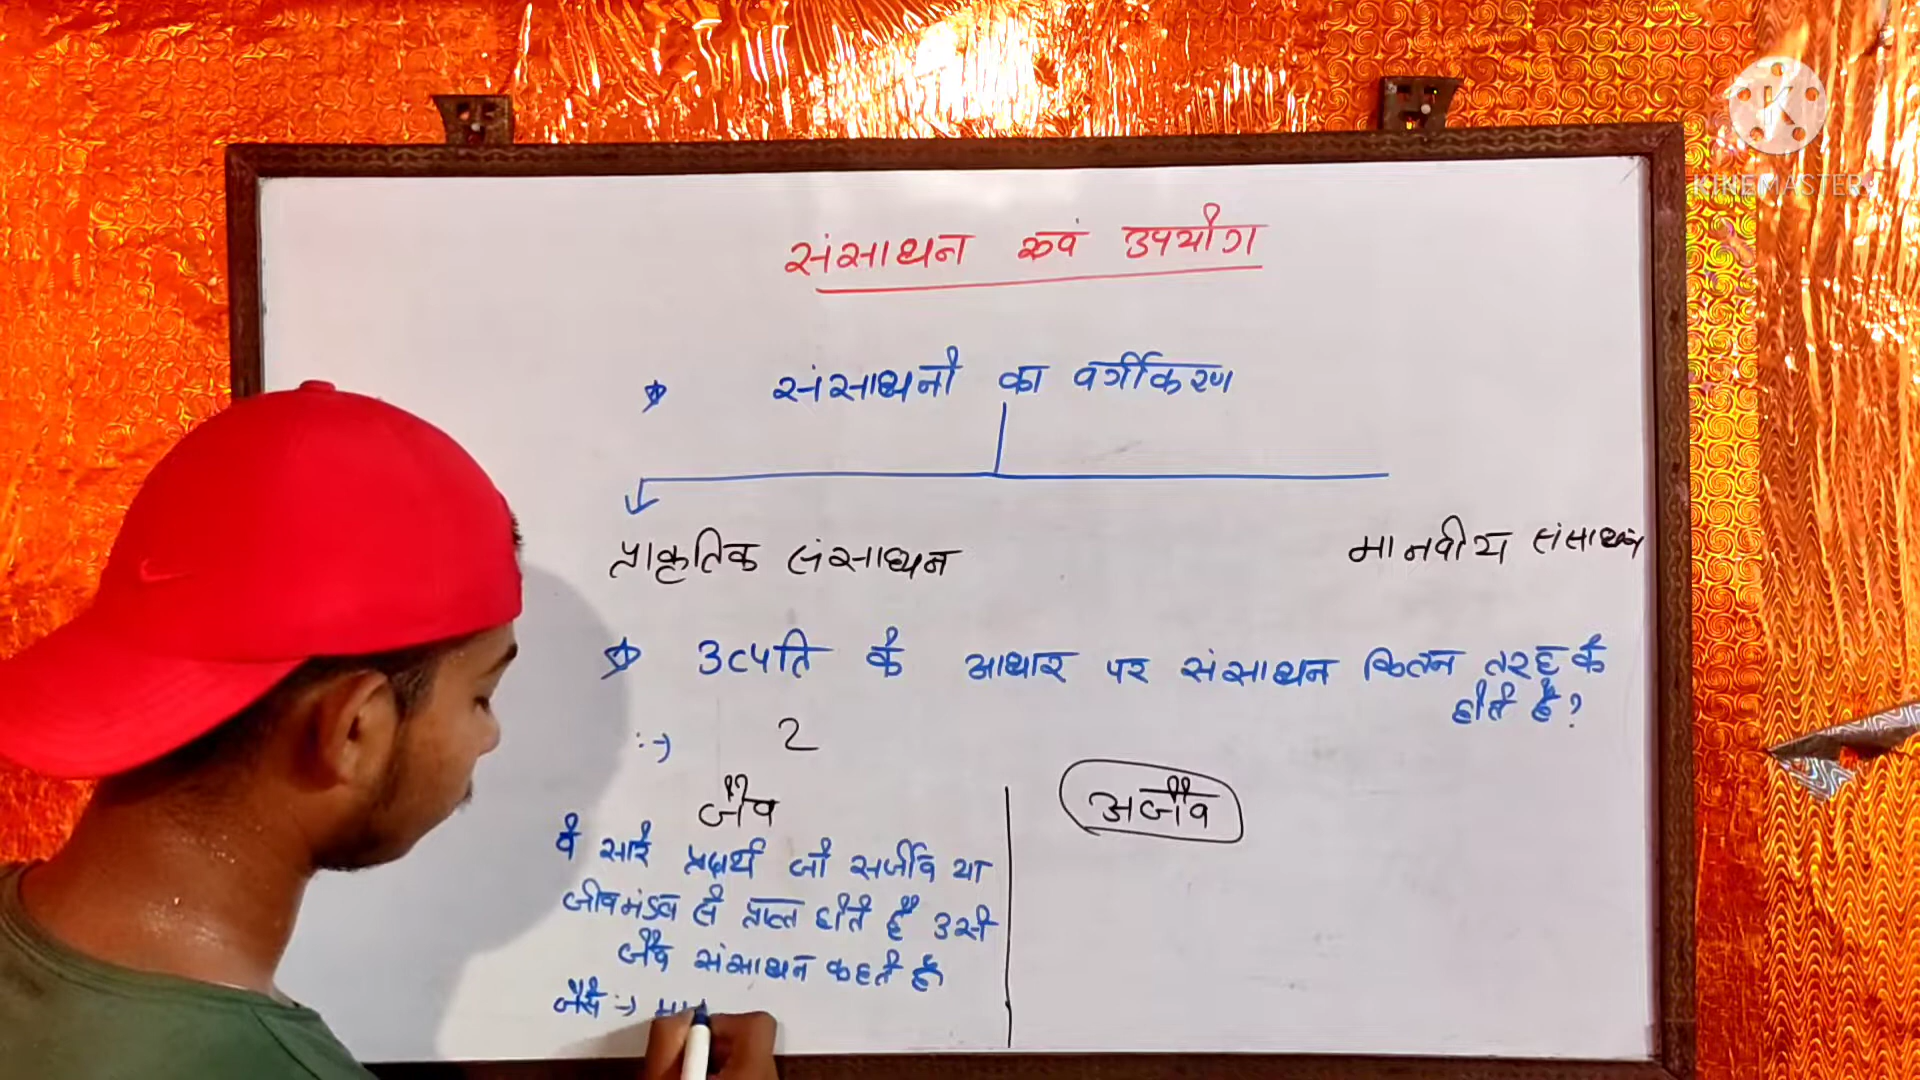 KINEMASTER
संसाधन एवं उपयोग
संसाधनों का वर्गीकरण
प्राकृतिक संसाधन
मानवीय संसाधन
उत्पति के आधार पर संसाधन कितने तरह के
होते है?
:→ 2
जैव
अजैव
वे सारे प्रदार्थ जो सजीव या
जीवमंडल से प्राप्त होते हैं उसे
जैव संसाधन कहते हैं
जैसे :→